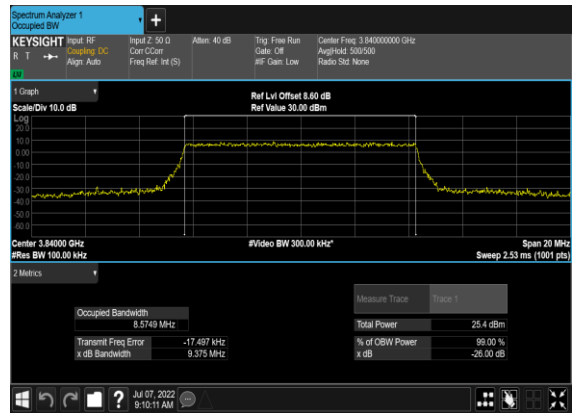 Spectrum Analyzer 1
Occupied BW
+
KEYSIGHT Input: RF Input Z: 50 Ω Atten: 40 dB Trig: Free Run Center Freq: 3.840000000 GHz
R T Coupling: DC Corr CCorr Gate: Off Avg|Hold: 500/500
Align: Auto Freq Ref: Int (S) #IF Gain: Low Radio Std: None
LW
1 Graph
Ref Lvl Offset 8.60 dB
Scale/Div 10.0 dB Ref Value 30.00 dBm
Log
20.0
10.0
0.00
-10.0
-20.0
-30.0
-40.0
-50.0
-60.0
Center 3.84000 GHz #Video BW 300.00 kHz* Span 20 MHz
#Res BW 100.00 kHz Sweep 2.53 ms (1001 pts)
2 Metrics
Measure Trace Trace 1
Occupied Bandwidth
8.5749 MHz Total Power 25.4 dBm
Transmit Freq Error -17.497 kHz % of OBW Power 99.00 %
x dB Bandwidth 9.375 MHz x dB -26.00 dB
? Jul 07, 2022
9:10:11 AM